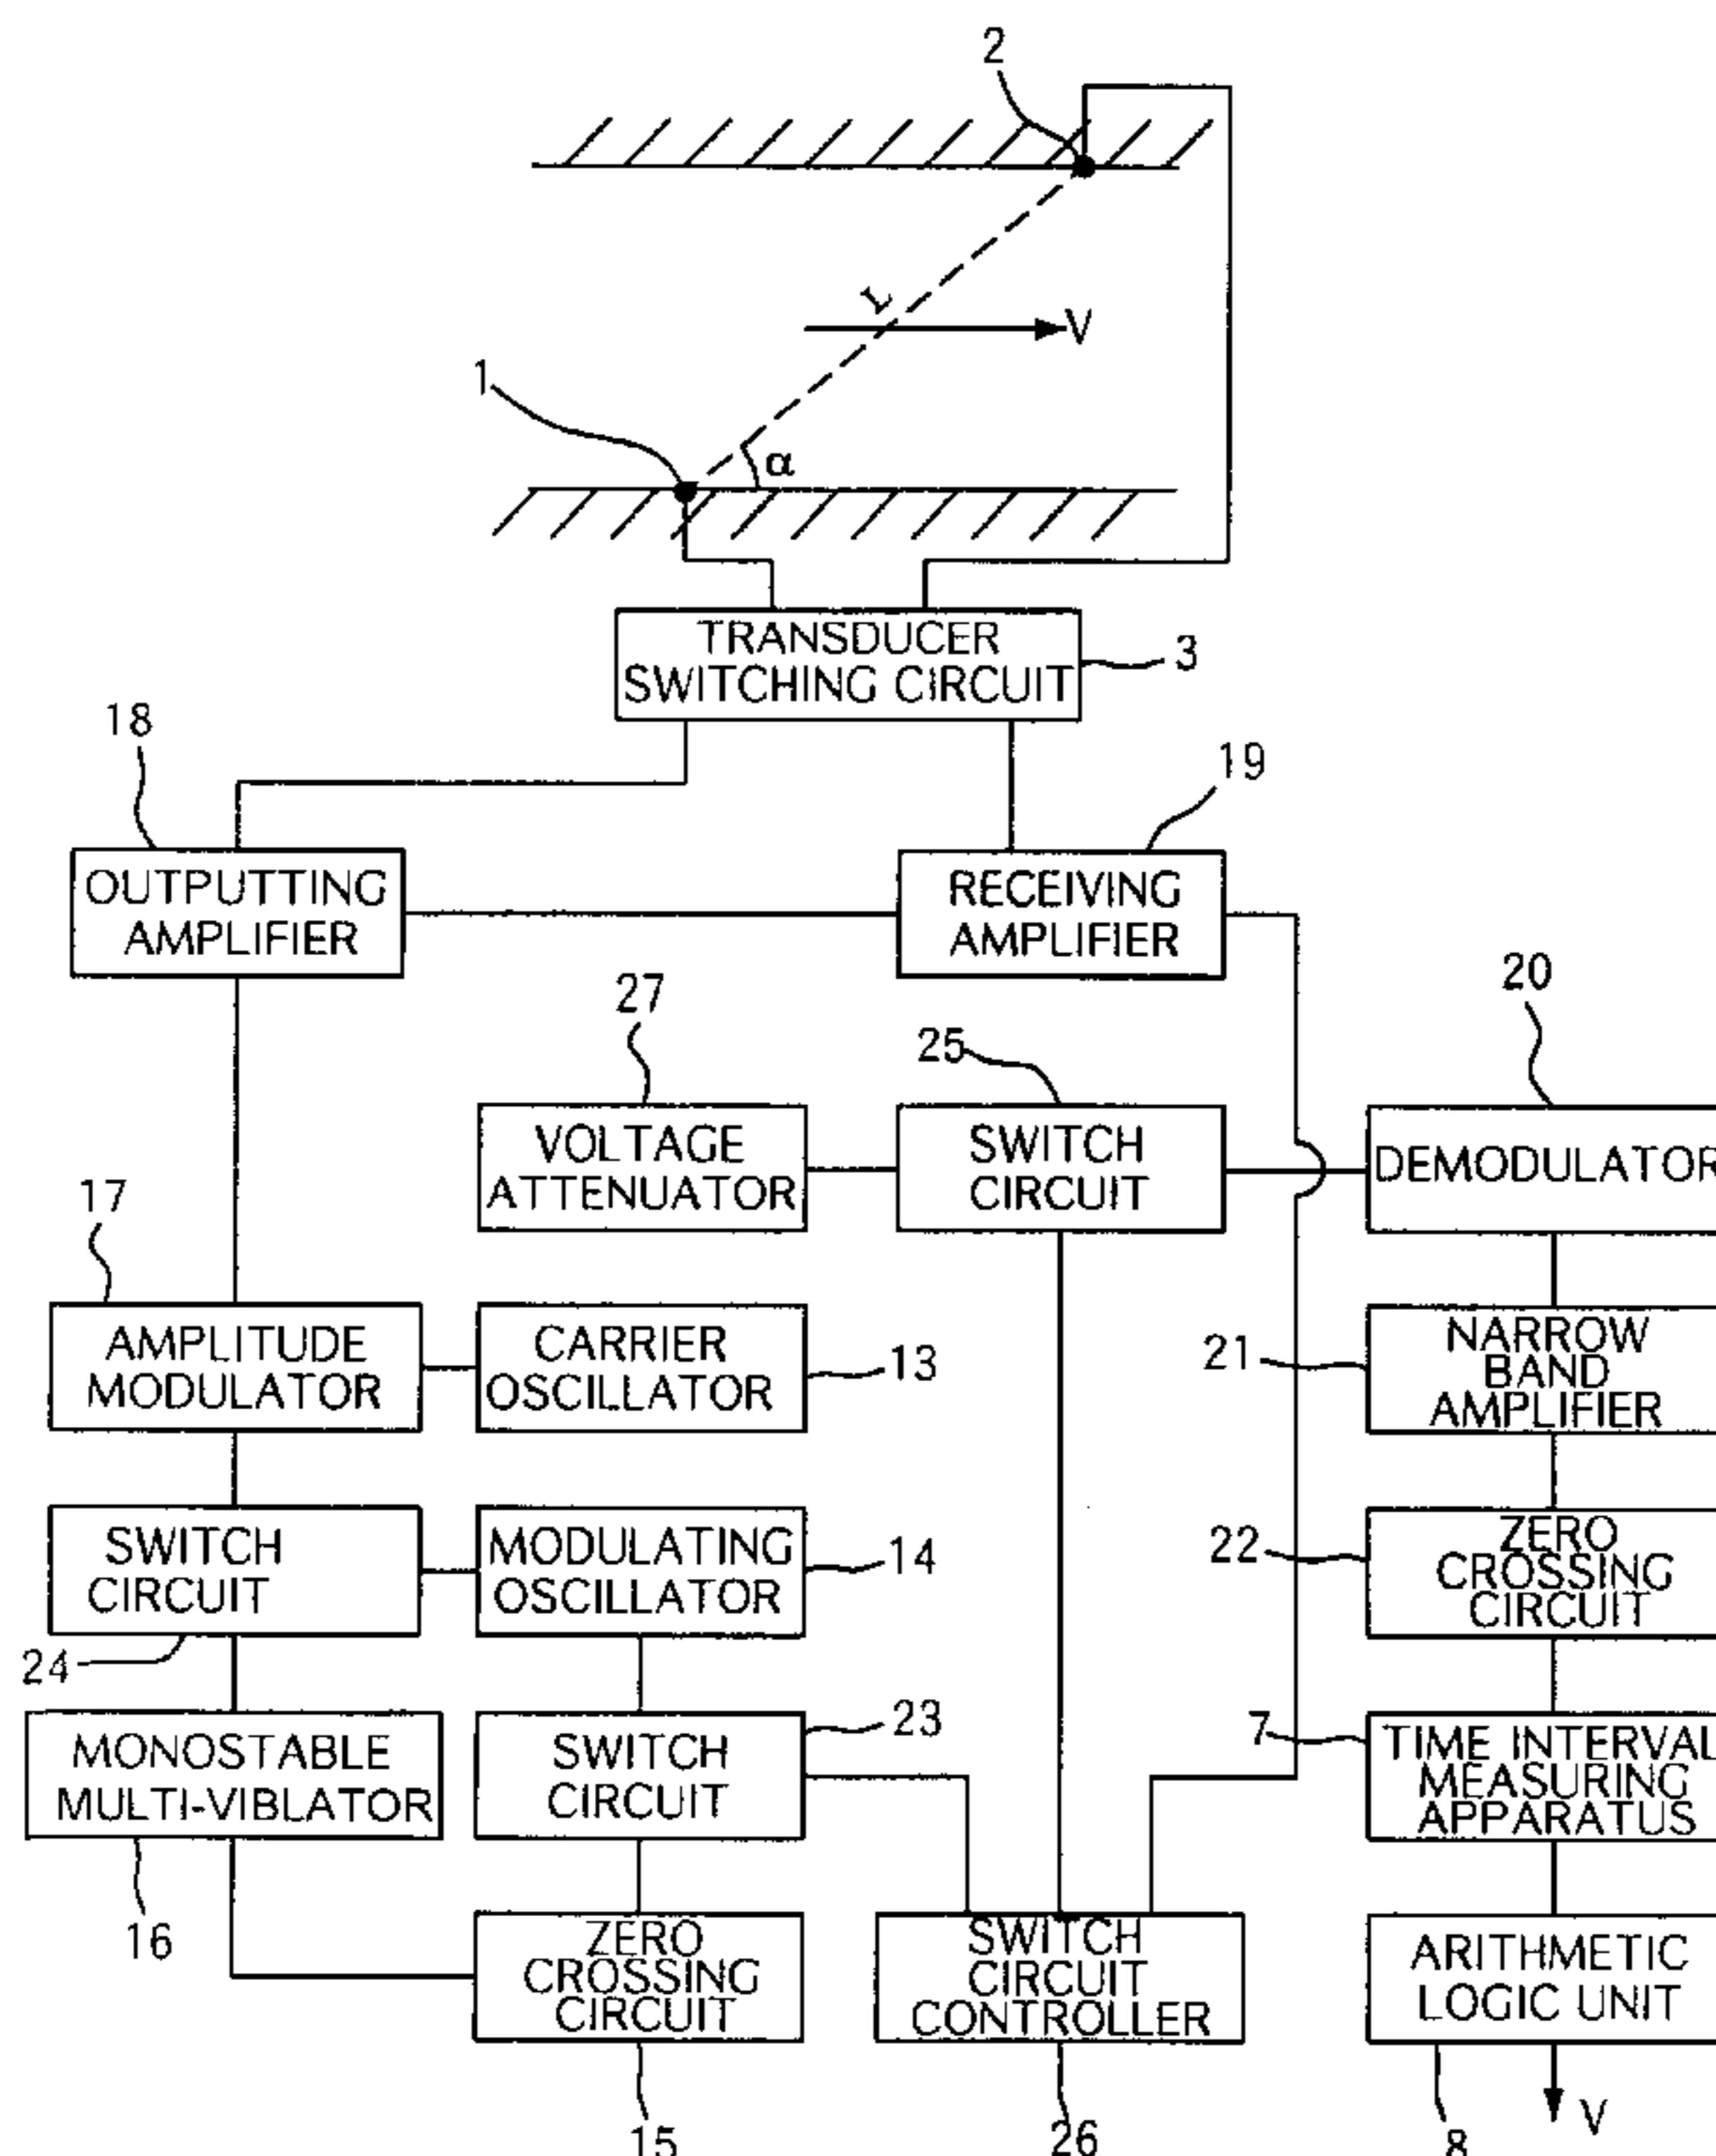 2
L
V
1
α
TRANSDUCER
SWITCHING CIRCUIT
3
18
19
OUTPUTTING
AMPLIFIER
RECEIVING
AMPLIFIER
27
25
20
VOLTAGE
ATTENUATOR
SWITCH
CIRCUIT
DEMODULATOR
17
AMPLITUDE
MODULATOR
CARRIER
OSCILLATOR
13
21
NARROW
BAND
AMPLIFIER
SWITCH
CIRCUIT
MODULATING
OSCILLATOR
14
22
ZERO
CROSSING
CIRCUIT
24
MONOSTABLE
MULTI-VIBLATOR
SWITCH
CIRCUIT
23
7
TIME INTERVAL
MEASURING
APPARATUS
16
ZERO
CROSSING
CIRCUIT
SWITCH
CIRCUIT
CONTROLLER
ARITHMETIC
LOGIC UNIT
15
26
8
V